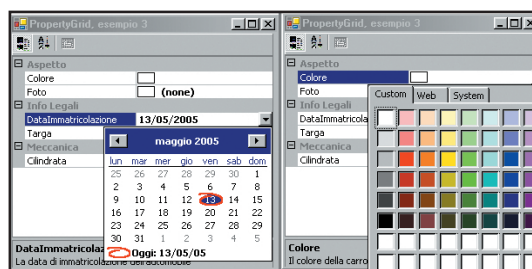 PropertyGrid, esempio 3
Aspetto
Colore
Foto (none)
Info Legali
DataImmatricolazione 13/05/2005
Targa
Meccanica
Cilindrata
maggio 2005
lun mar mer gio ven sab dom
25 26 27 28 29 30 1
2 3 4 5 6 7 8
9 10 11 12 13 14 15
16 17 18 19 20 21 22
23 24 25 26 27 28 29
30 31 1 2 3 4 5
Oggi: 13/05/05
DataImmatricolaz
La data di immatricolazione dell'automobile
PropertyGrid, esempio 3
Aspetto
Colore
Foto
Info Legali
DataImmatricola
Targa
Meccanica
Cilindrata
Custom Web System
Colore
Il colore della carro